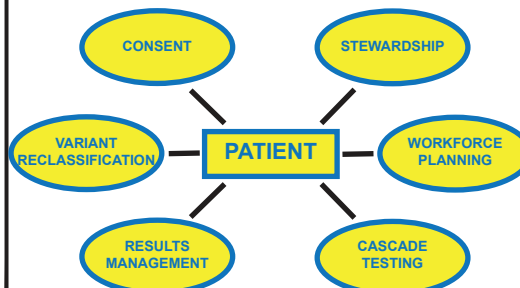 CONSENT
STEWARDSHIP
VARIANT
RECLASSIFICATION
PATIENT
WORKFORCE
PLANNING
RESULTS
MANAGEMENT
CASCADE
TESTING